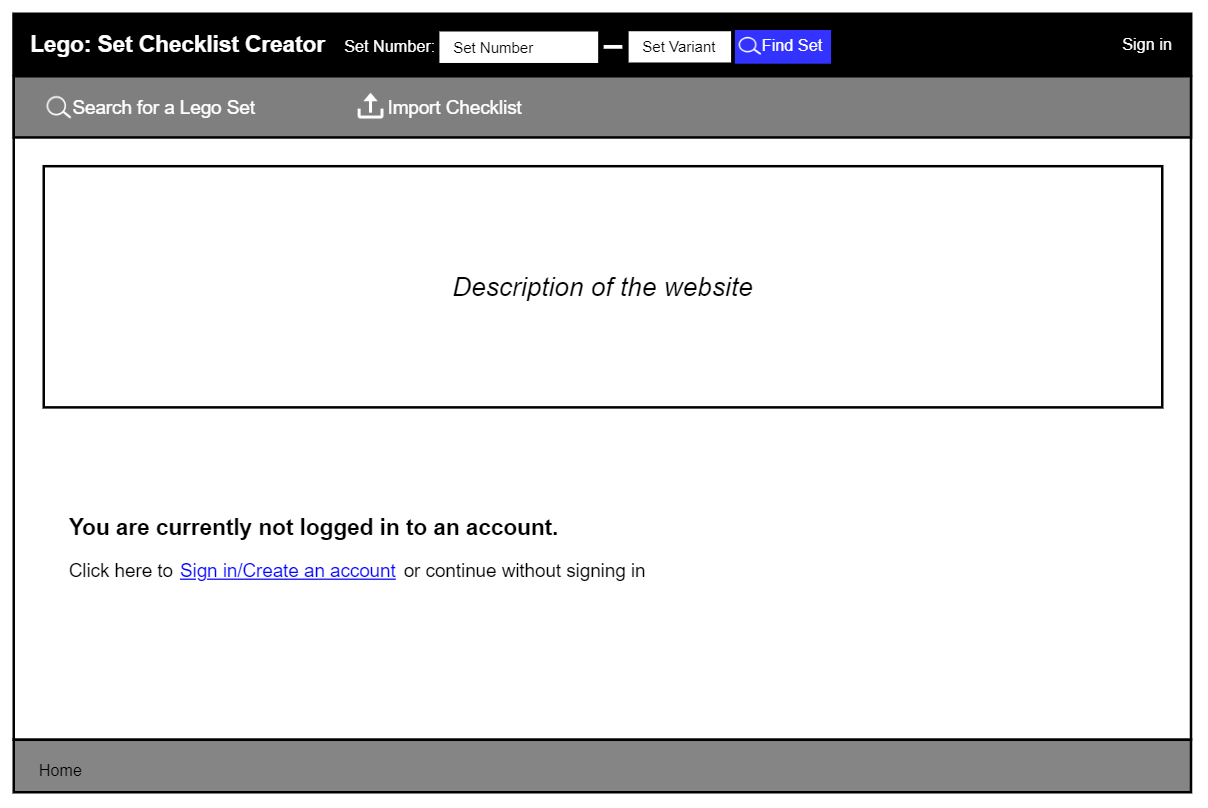 Lego: Set Checklist Creator Set Number: Set Number Set Variant Find Set Sign in
Search for a Lego Set Import Checklist
Description of the website
You are currently not logged in to an account.
Click here to Sign in/Create an account or continue without signing in
Home